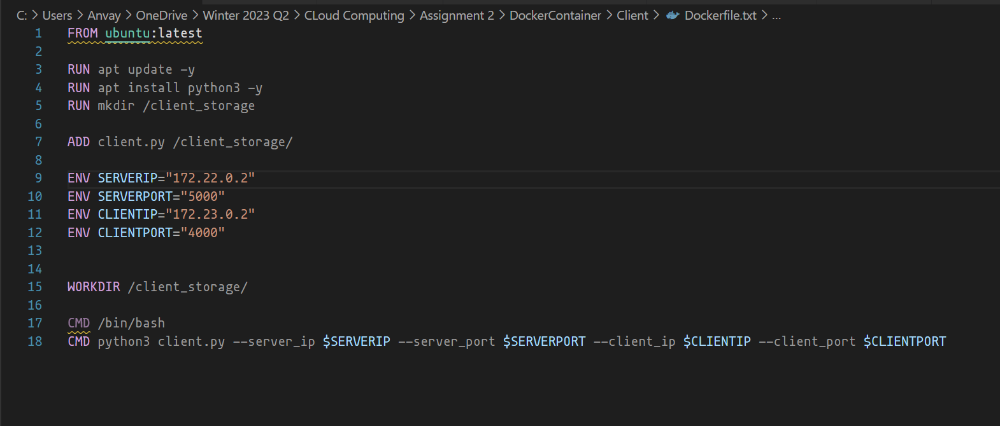 C: > Users > Anvay > OneDrive > Winter 2023 Q2 > CLoud Computing > Assignment 2 > DockerContainer > Client > Dockerfile.txt > ...
1 FROM ubuntu:latest
2
3 RUN apt update -y
4 RUN apt install python3 -y
5 RUN mkdir /client_storage
6
7 ADD client.py /client_storage/
8
9 ENV SERVERIP="172.22.0.2"
10 ENV SERVERPORT="5000"
11 ENV CLIENTIP="172.23.0.2"
12 ENV CLIENTPORT="4000"
13
14
15 WORKDIR /client_storage/
16
17 CMD /bin/bash
18 CMD python3 client.py --server_ip $SERVERIP --server_port $SERVERPORT --client_ip $CLIENTIP --client_port $CLIENTPORT